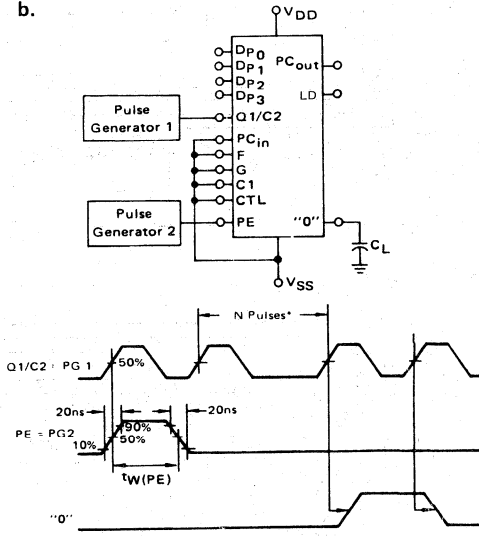 b.
VDD
DP0
DP1
DP2
DP3
PCout
LD
Pulse
Generator 1
Q1/C2
PCin
F
G
C1
CTL
Pulse
Generator 2
PE
"0"
CL
VSS
N Pulses*
Q1/C2 = PG 1
50%
20ns
20ns
PE = PG2
90%
50%
10%
tW(PE)
"0"